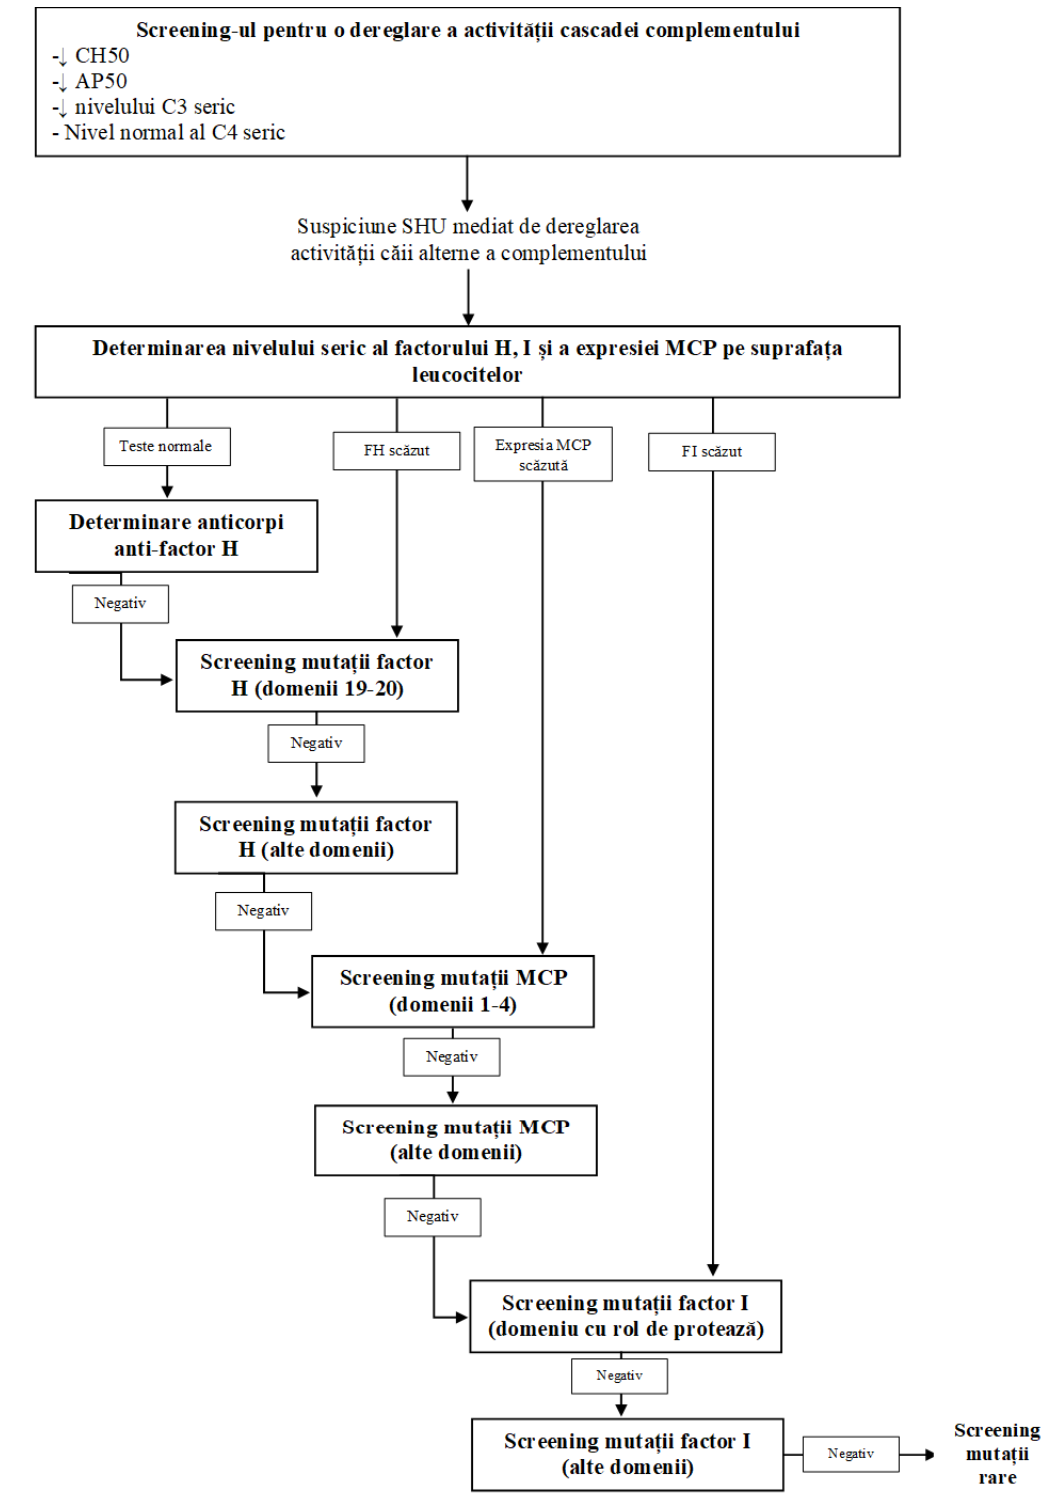 Screening-ul pentru o dereglare a activității cascadei complementului
-↓ CH50
-↓ AP50
-↓ nivelului C3 seric
- Nivel normal al C4 seric
Suspiciune SHU mediat de dereglarea
activității căii alterne a complementului
Determinarea nivelului seric al factorului H, I și a expresiei MCP pe suprafața
leucocitelor
Teste normale
FH scăzut
Expresia MCP
scăzută
FI scăzut
Determinare anticorpi
anti-factor H
Negativ
Screening mutații factor
H (domenii 19-20)
Negativ
Screening mutații factor
H (alte domenii)
Negativ
Screening mutații MCP
(domenii 1-4)
Negativ
Screening mutații MCP
(alte domenii)
Negativ
Screening mutații factor I
(domeniu cu rol de protează)
Negativ
Screening mutații factor I
(alte domenii)
Negativ
Screening
mutații
rare